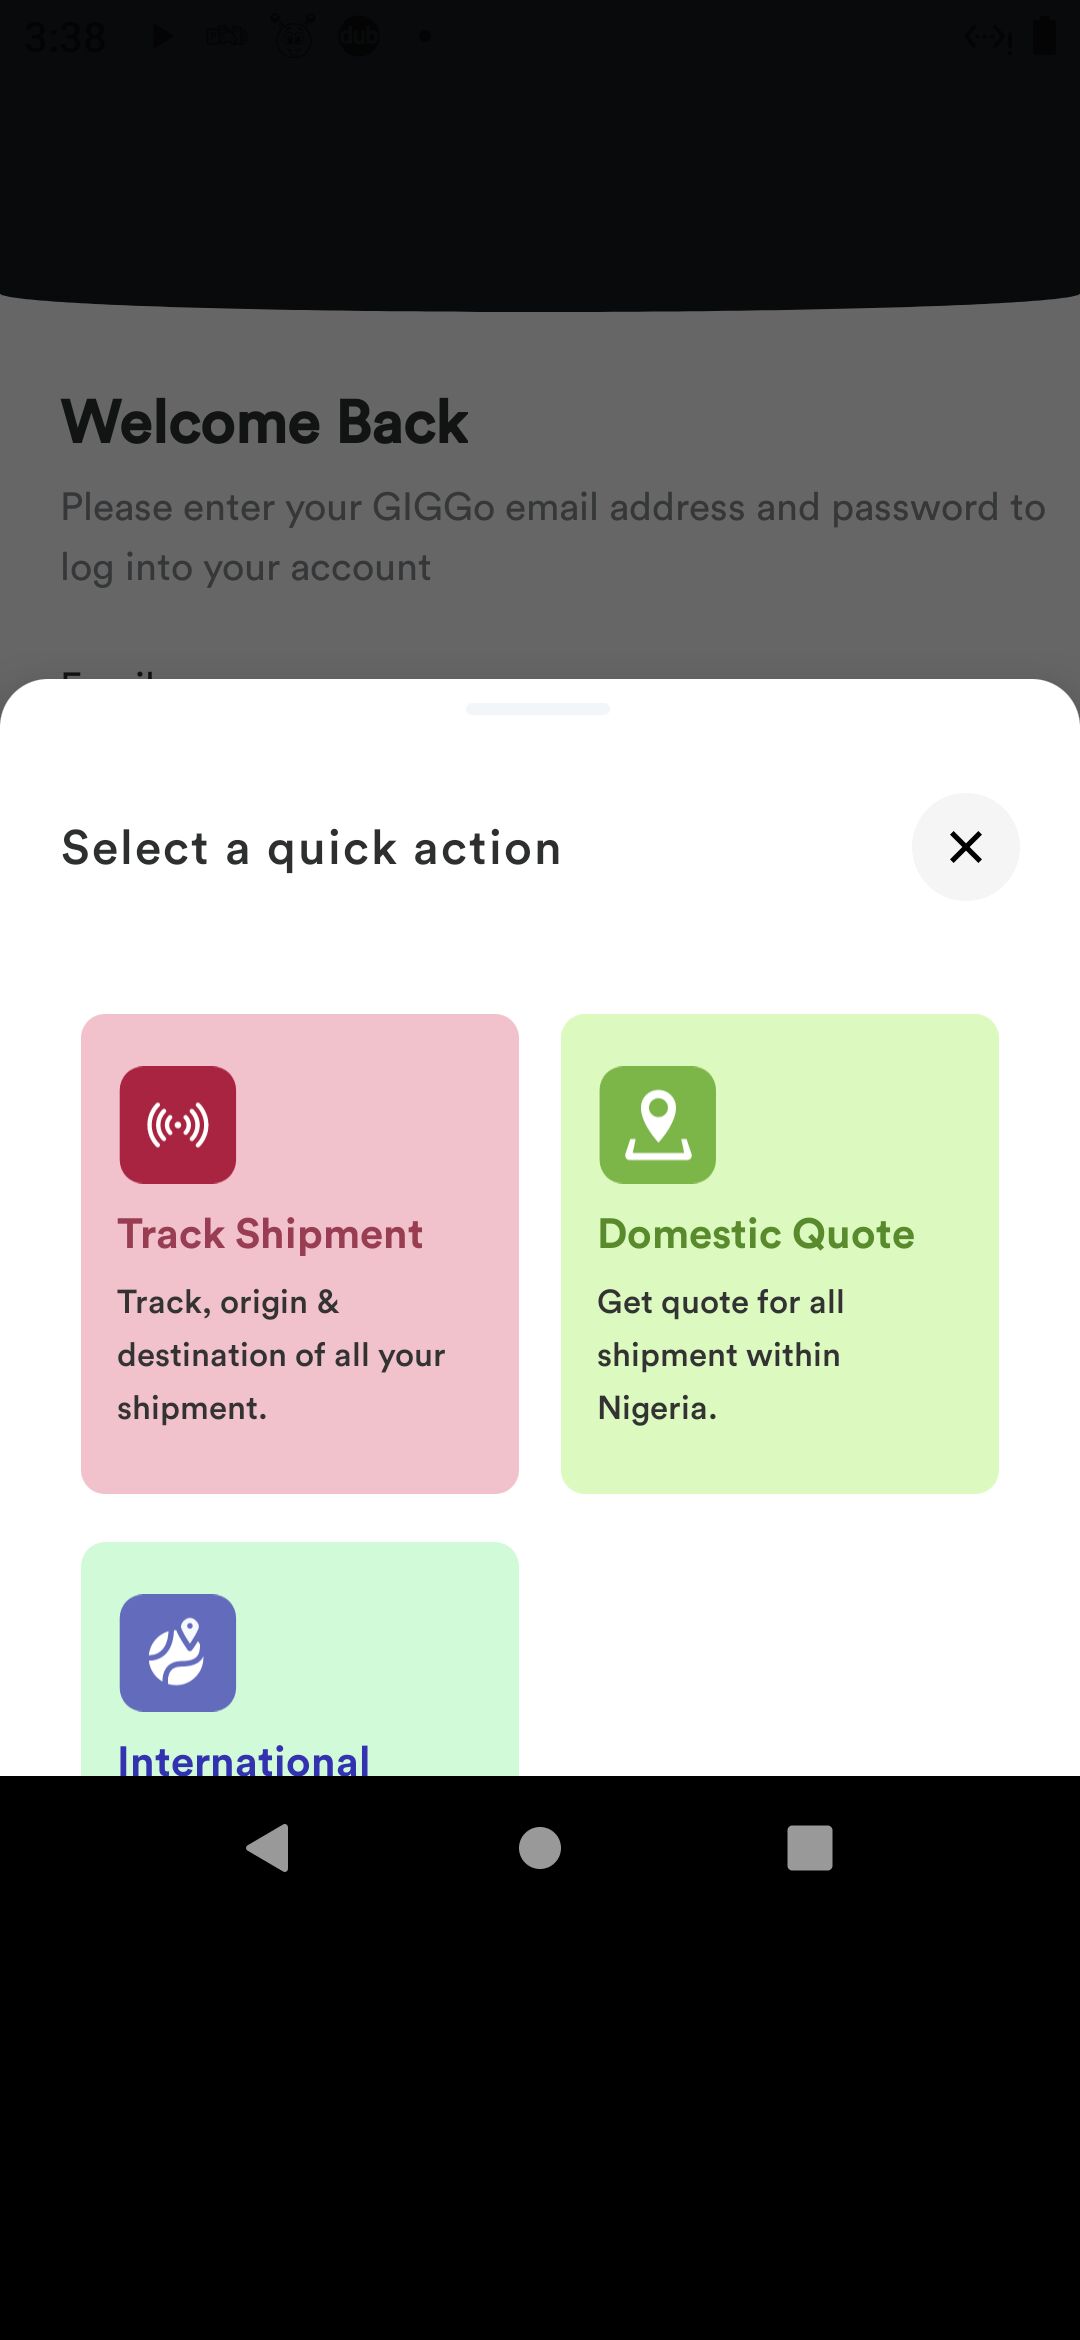 3:38
dub
Welcome Back
Please enter your GIGGo email address and password to
log into your account
Email
Select a quick action
Track Shipment
Track, origin &
destination of all your
shipment.
Domestic Quote
Get quote for all
shipment within
Nigeria.
International